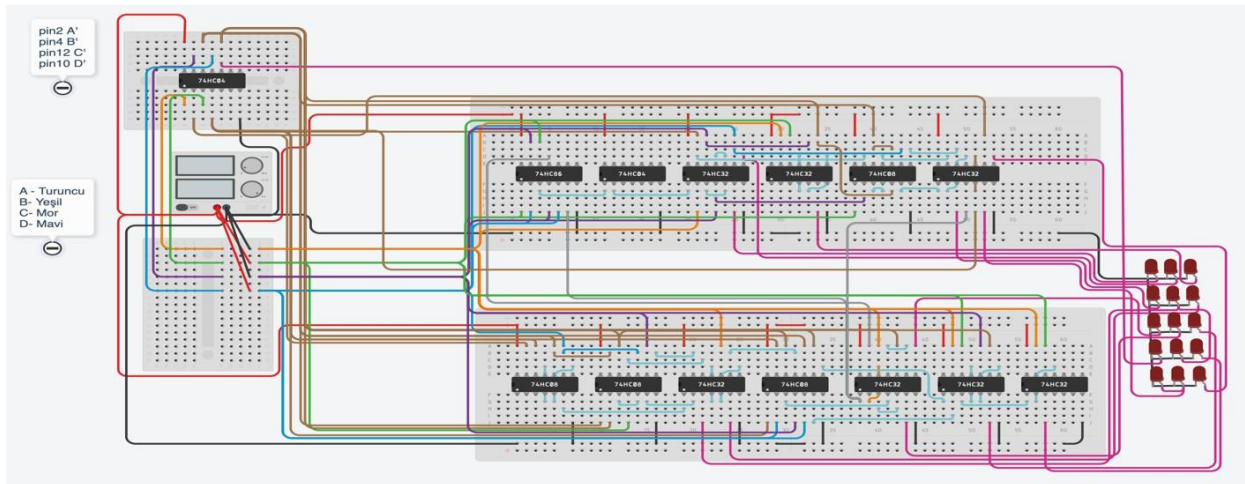 pin2 A'
pin4 B'
pin12 C'
pin10 D'
74HC04
A - Turuncu
B- Yeşil
C- Mor
D- Mavi
74HC86 74HC04 74HC32 74HC32 74HC08 74HC32
74HC08 74HC08 74HC32 74HC08 74HC32 74HC32 74HC32